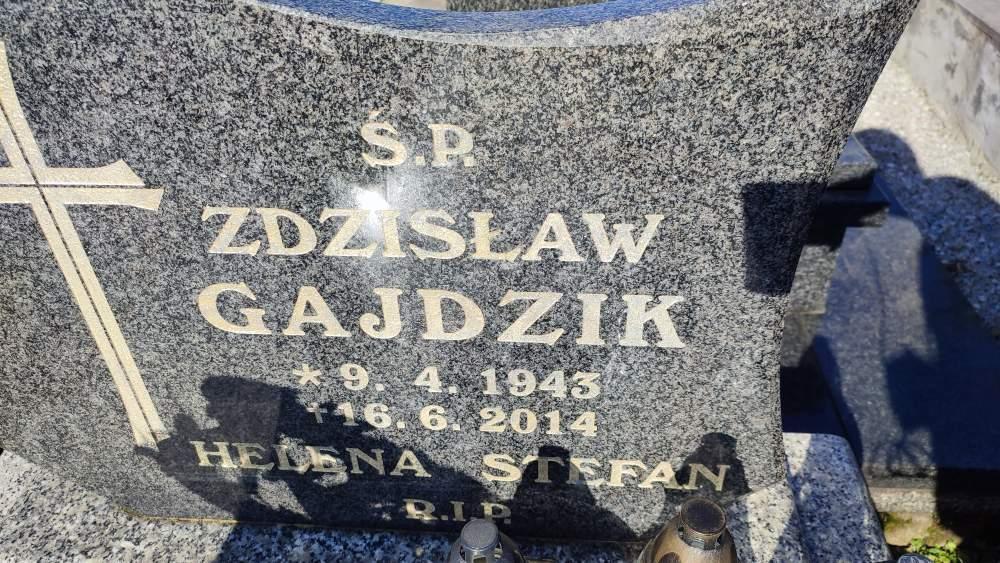 Ś.P.
ZDZISŁAW
GAJDZIK
* 9. 4. 1943
† 16. 6. 2014
HELENA STEFAN
R.I.P.